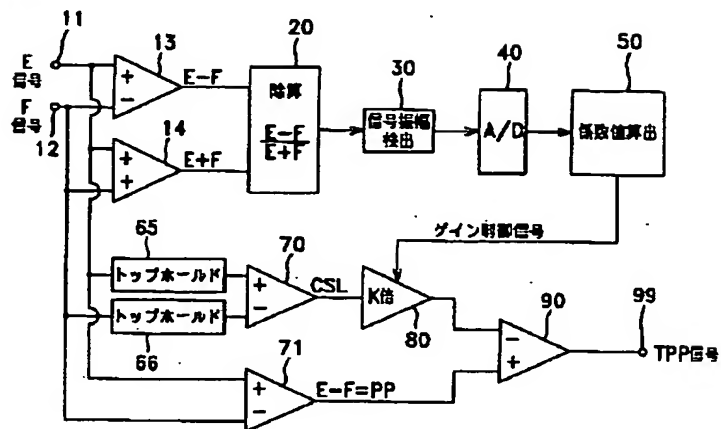 11
E
信号
F
信号
12
13
+
-
E-F
14
+
+
E+F
20
除算
E-F
E+F
30
信号振幅
検出
40
A/D
50
係数値算出
ゲイン制御信号
65
トップホールド
66
トップホールド
70
+
-
CSL
K倍
80
71
+
-
E-F=PP
90
-
+
99
TPP信号